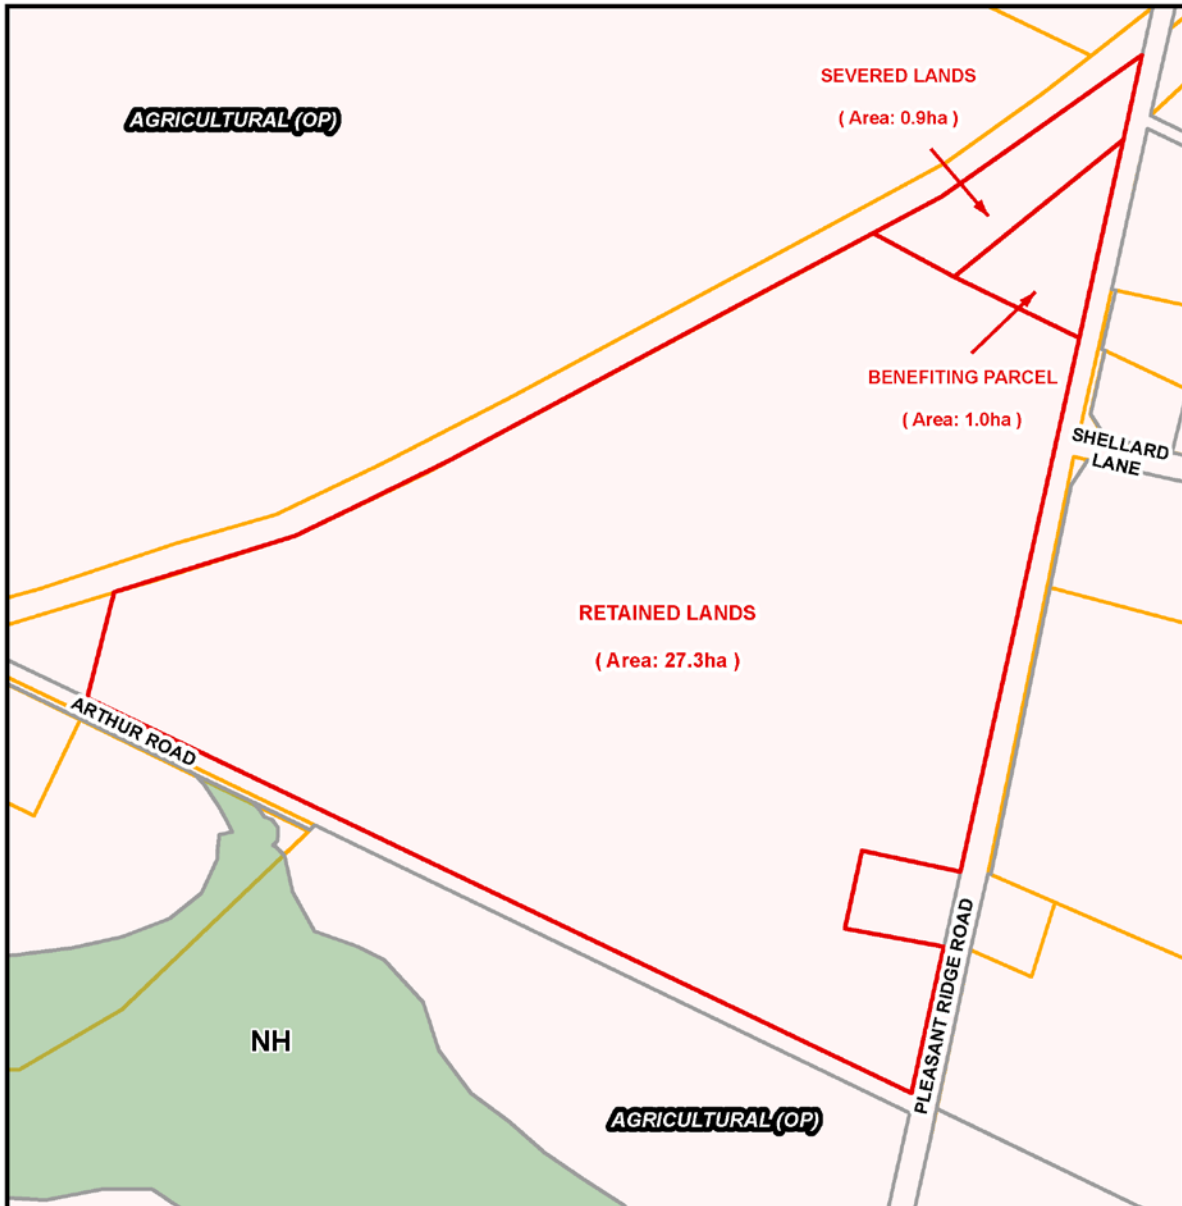 SEVERED LANDS
( Area: 0.9ha )
AGRICULTURAL (OP)
BENEFITING PARCEL
( Area: 1.0ha )
SHELLARD
LANE
RETAINED LANDS
( Area: 27.3ha )
ARTHUR ROAD
PLEASANT RIDGE ROAD
NH
AGRICULTURAL (OP)